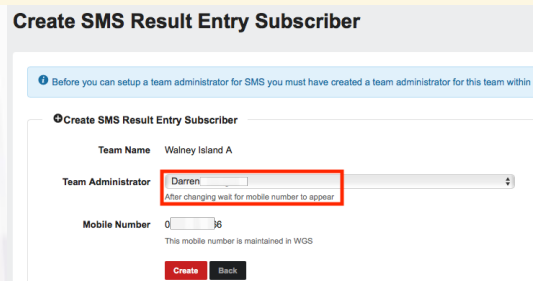 Create SMS Result Entry Subscriber
Before you can setup a team administrator for SMS you must have created a team administrator for this team within
Create SMS Result Entry Subscriber
Team Name Walney Island A
Team Administrator Darren
After changing wait for mobile number to appear
Mobile Number 0 66
This mobile number is maintained in WGS
Create Back